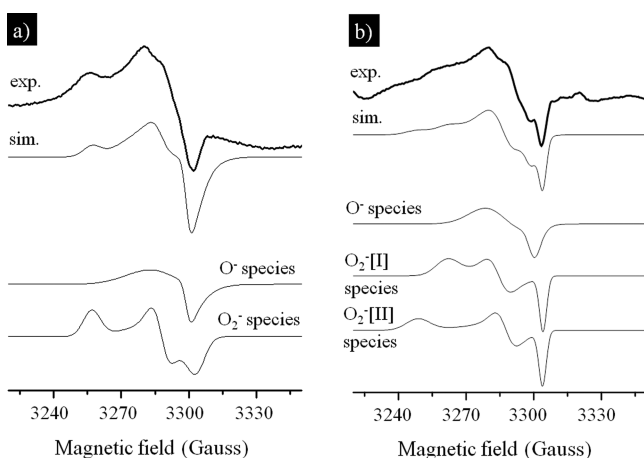 a)
exp.
sim.
O⁻ species
O₂⁻ species
3240 3270 3300 3330
Magnetic field (Gauss)
b)
exp.
sim.
O⁻ species
O₂⁻[I]
species
O₂⁻[II]
species
3240 3270 3300 3330
Magnetic field (Gauss)